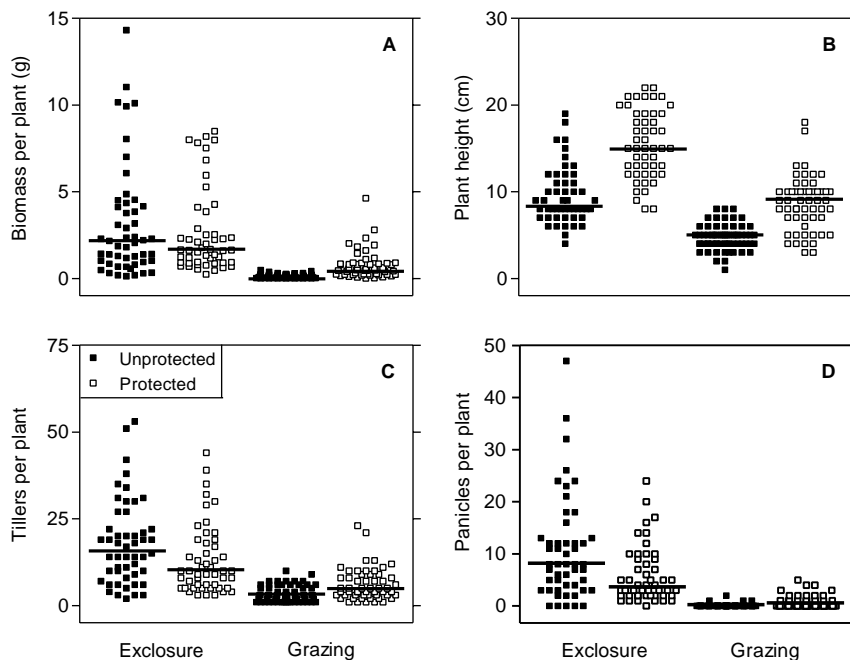 Biomass per plant (g)
15
10
5
0
A
Plant height (cm)
30
20
10
0
B
Tillers per plant
75
50
25
0
Unprotected
Protected
C
Exclosure
Grazing
Panicles per plant
50
40
30
20
10
0
D
Exclosure
Grazing